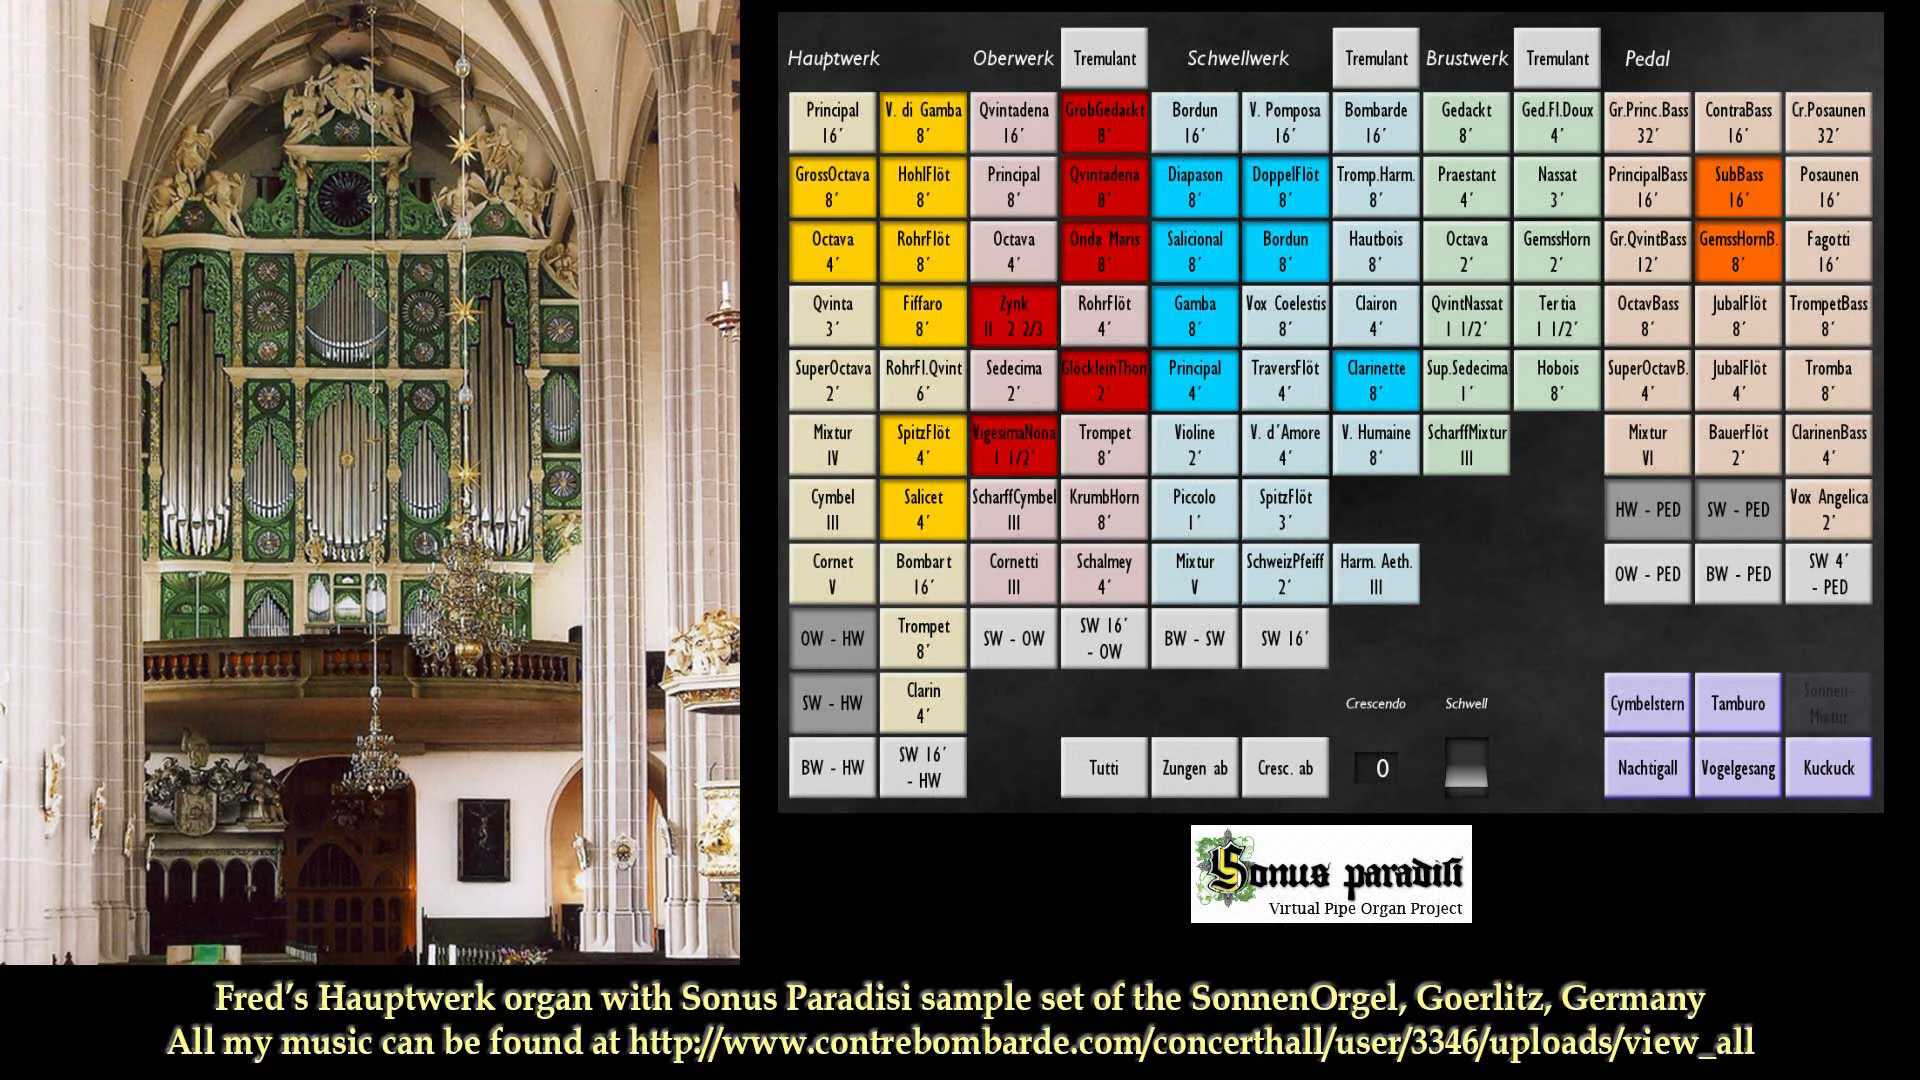 Hauptwerk Oberwerk Tremulant Schwellwerk Tremulant Brustwerk Tremulant Pedal
Principal V. di Gamba Qvintadena GrobGedackt Bordun V. Pomposa Bombarde Gedackt Ged.Fl.Doux Gr.Princ.Bass ContraBass Cr.Posaunen
16´ 8´ 16´ 8´ 16´ 16´ 16´ 8´ 4´ 32´ 16´ 32´
GrossOctava HohlFlöt Principal Qvintadena Diapason DoppelFlöt Tromp.Harm. Praestant Nassat PrincipalBass SubBass Posaunen
8´ 8´ 8´ 8´ 8´ 8´ 8´ 4´ 3´ 16´ 16´ 16´
Octava RohrFlöt Octava Onda Maris Salicional Bordun Hautbois Octava GemssHorn Gr.QvintBass GemssHornB. Fagotti
4´ 8´ 4´ 8´ 8´ 8´ 8´ 2´ 2´ 12´ 8´ 16´
Qvinta Fiffaro Zynk RohrFlöt Gamba Vox Coelestis Clairon QvintNassat Tertia OctavBass JubalFlöt TrompetBass
3´ 8´ II 2 2/3 4´ 8´ 8´ 4´ 1 1/2´ 1 1/2´ 8´ 8´ 8´
SuperOctava RohrFl.Qvint Sedecima GlöckleinThon Principal TraversFlöt Clarinette Sup.Sedecima Hobois SuperOctavB. JubalFlöt Tromba
2´ 6´ 2´ 2´ 4´ 4´ 8´ 1´ 8´ 4´ 4´ 8´
Mixtur SpitzFlöt VigesimaNona Trompet Violine V. d´Amore V. Humaine ScharffMixtur Mixtur BauerFlöt ClarinenBass
IV 4´ 1 1/2´ 8´ 2´ 4´ 8´ III VI 2´ 4´
Cymbel Salicet ScharffCymbel KrumbHorn Piccolo SpitzFlöt HW - PED SW - PED Vox Angelica
III 4´ III 8´ 1´ 3´ 2´
Cornet Bombart Cornetti Schalmey Mixtur SchweizPfeiff Harm. Aeth. OW - PED BW - PED SW 4´
V 16´ III 4´ V 2´ III - PED
OW - HW Trompet SW - OW SW 16´ BW - SW SW 16´
8´ - OW
SW - HW Clarin Crescendo Schwell Cymbelstern Tamburo Sonnen-
4´ Mixtur
BW - HW SW 16´ Tutti Zungen ab Cresc. ab 0 Nachtigall Vogelgesang Kuckuck
- HW
Sonus paradisi
Virtual Pipe Organ Project
Fred’s Hauptwerk organ with Sonus Paradisi sample set of the SonnenOrgel, Goerlitz, Germany
All my music can be found at http://www.contrebombarde.com/concerthall/user/3346/uploads/view_all